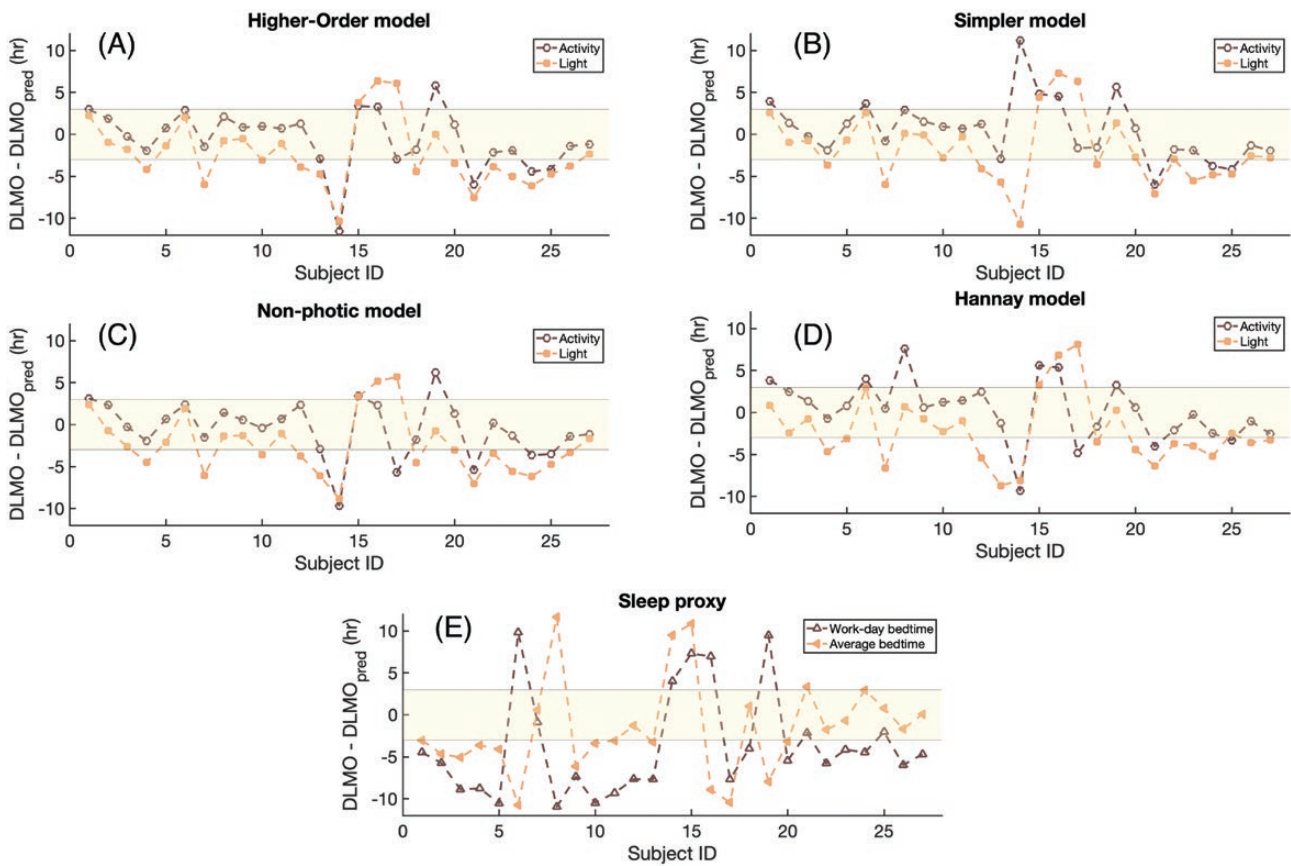 Higher-Order model
(A)
DLMO - DLMOpred (hr)
10
5
0
-5
-10
Activity
Light
0 5 10 15 20 25
Subject ID
Simpler model
(B)
DLMO - DLMOpred (hr)
10
5
0
-5
-10
Activity
Light
0 5 10 15 20 25
Subject ID
Non-photic model
(C)
DLMO - DLMOpred (hr)
10
5
0
-5
-10
Activity
Light
0 5 10 15 20 25
Subject ID
Hannay model
(D)
DLMO - DLMOpred (hr)
10
5
0
-5
-10
Activity
Light
0 5 10 15 20 25
Subject ID
Sleep proxy
(E)
DLMO - DLMOpred (hr)
10
5
0
-5
-10
Work-day bedtime
Average bedtime
0 5 10 15 20 25
Subject ID